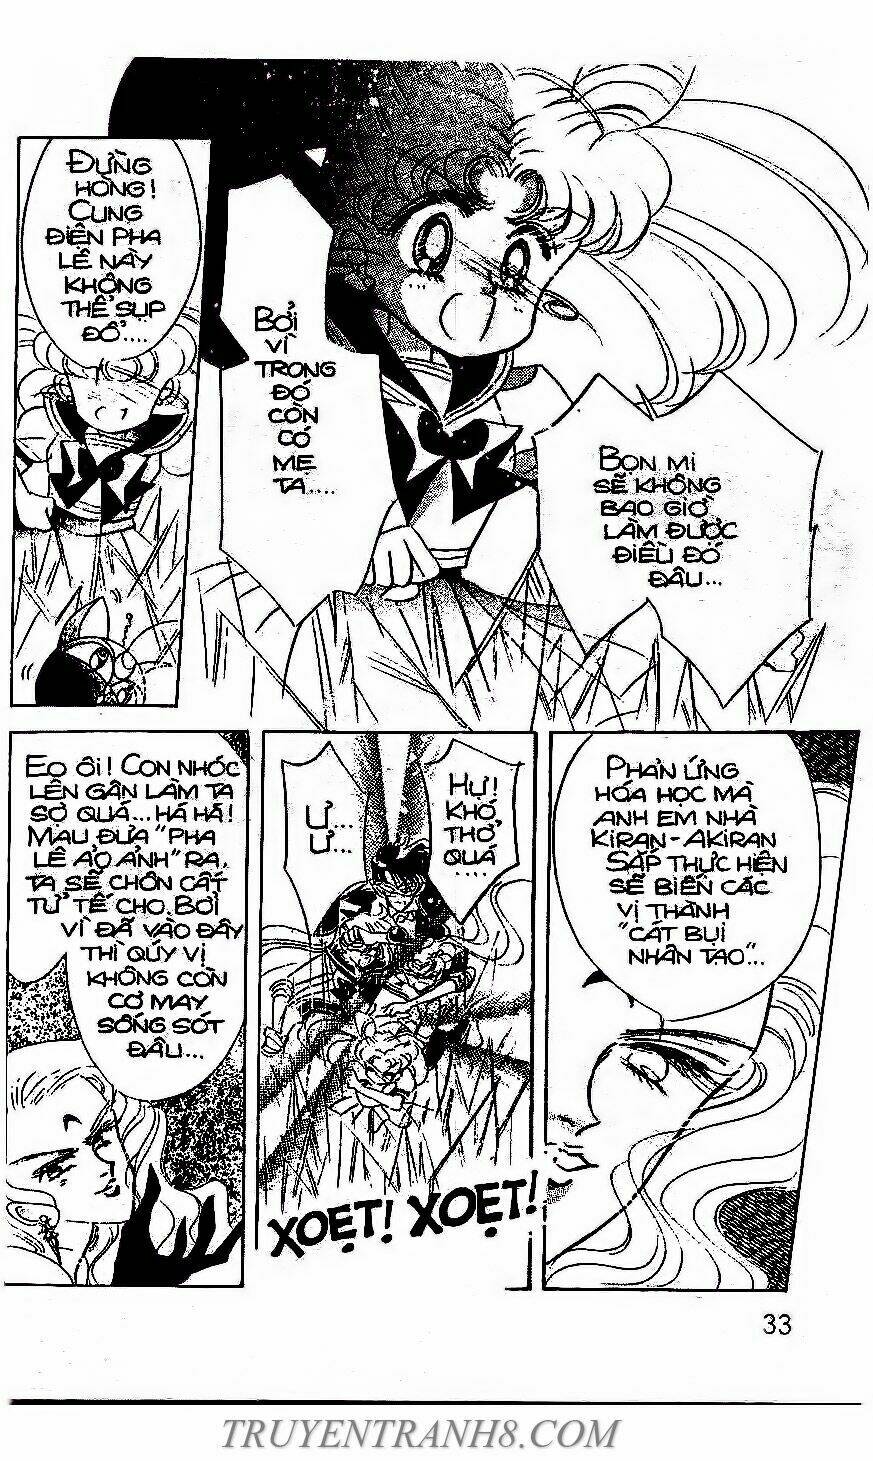 ĐỪNG
HÒNG!
CUNG
ĐIỆN PHA
LÊ NÀY
KHÔNG
THỂ SỤP
ĐỔ....
BỞI
VÌ
TRONG
ĐÓ
CÒN
CÓ
MẸ
TA....
BỌN MI
SẼ KHÔNG
BAO GIỜ
LÀM ĐƯỢC
ĐIỀU ĐÓ
ĐÂU...
EO ÔI! CON NHÓC
LÊN GÂN LÀM TA
SỢ QUÁ...HÁ HÁ!
MAU ĐƯA "PHA
LÊ ẢO ẢNH" RA,
TA SẼ CHÔN CẤT
TỬ TẾ CHO. BỞI
VÌ ĐÃ VÀO ĐÂY
THÌ QÚY VỊ
KHÔNG CÒN
CƠ MAY
SỐNG SÓT
ĐÂU...
Ư...
Ư...
HỰ!
KHÓ
THỞ
QUÁ
....
XOẸT! XOẸT!
PHẢN ỨNG
HÓA HỌC MÀ
ANH EM NHÀ
KIRAN-AKIRAN
SẮP THỰC HIỆN
SẼ BIẾN CÁC
VỊ THÀNH
"CÁT BỤI
NHÂN TẠO"...
33
TRUYENTRANH8.COM